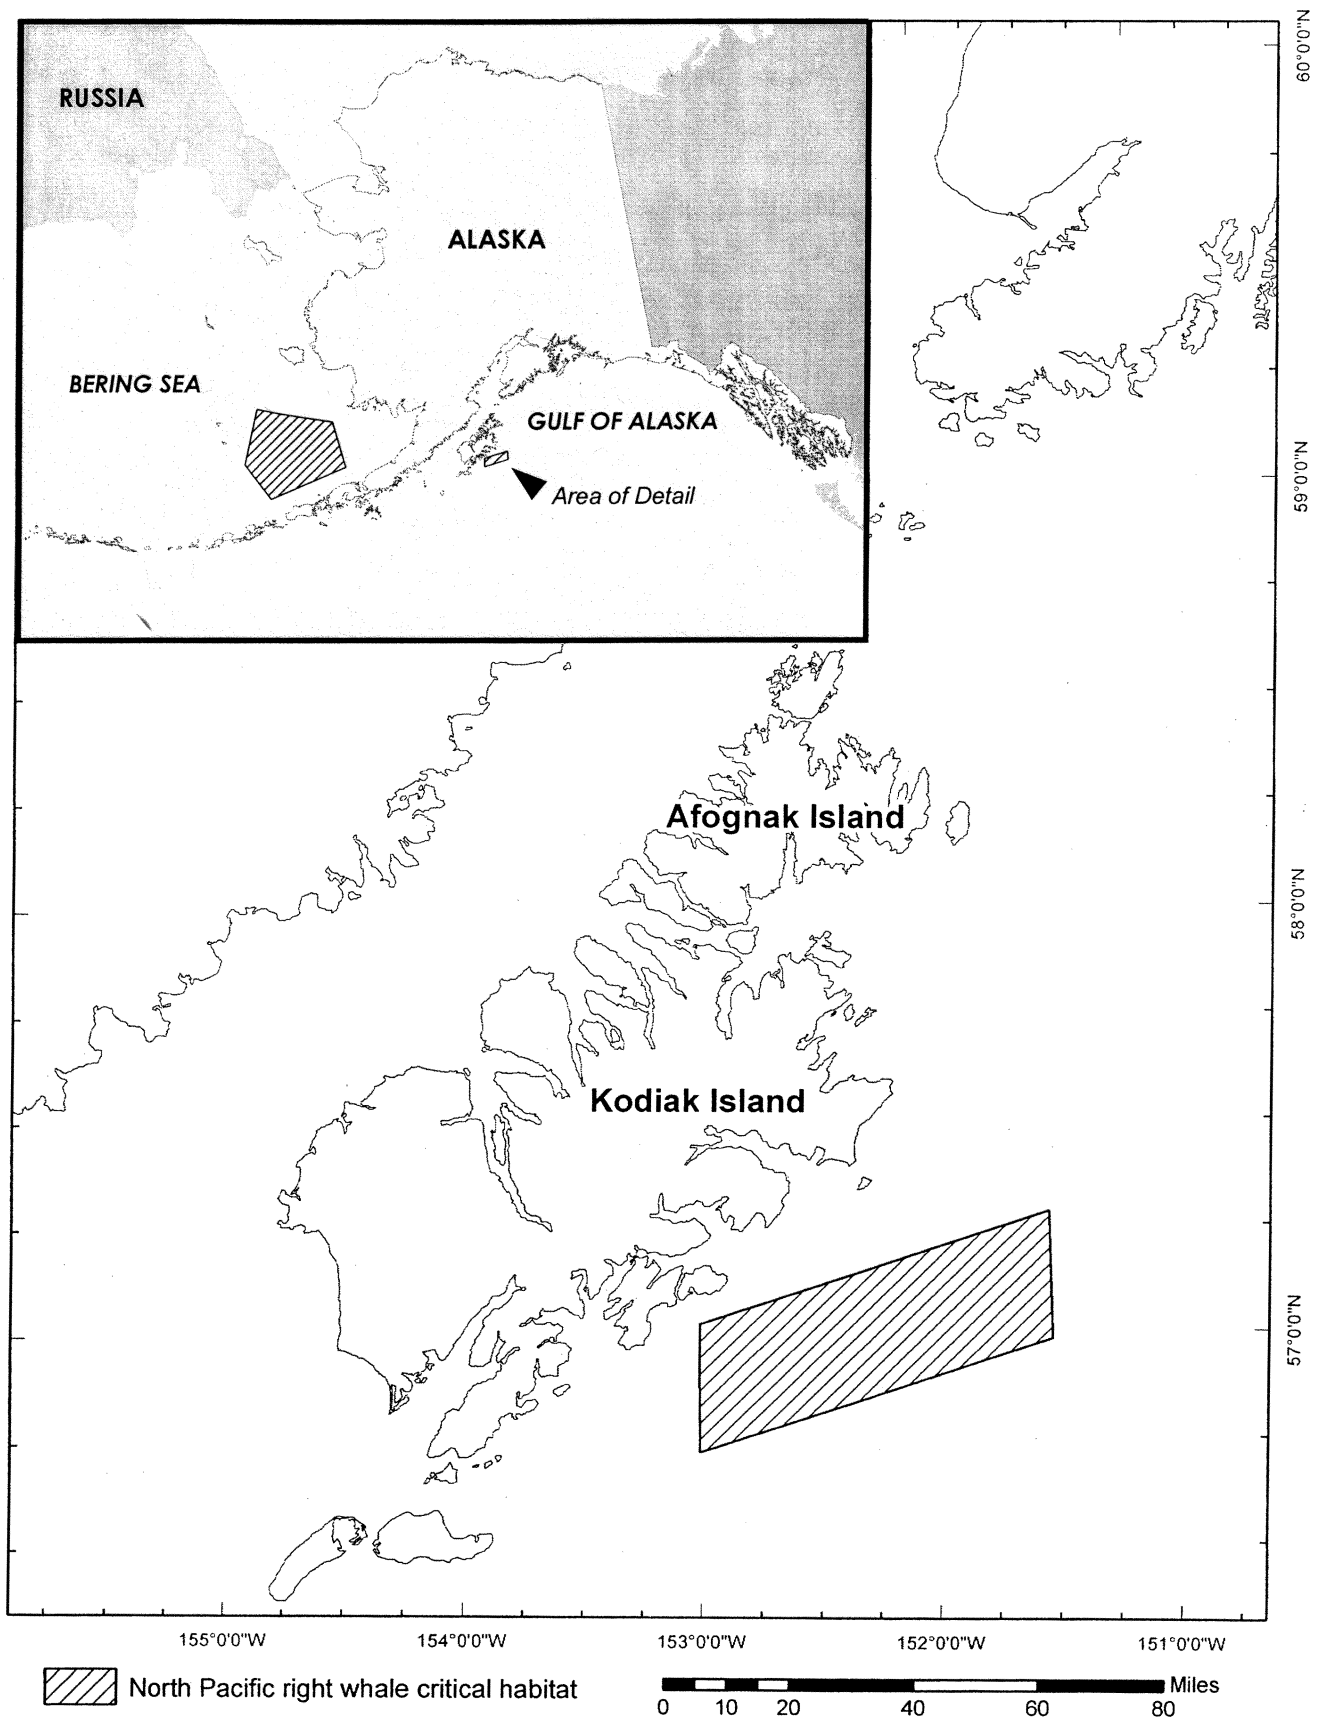 RUSSIA
ALASKA
BERING SEA
GULF OF ALASKA
Area of Detail
60°0'0"N
59°0'0"N
58°0'0"N
57°0'0"N
Afognak Island
Kodiak Island
155°0'0"W
154°0'0"W
153°0'0"W
152°0'0"W
151°0'0"W
North Pacific right whale critical habitat
Miles
0 10 20 40 60 80